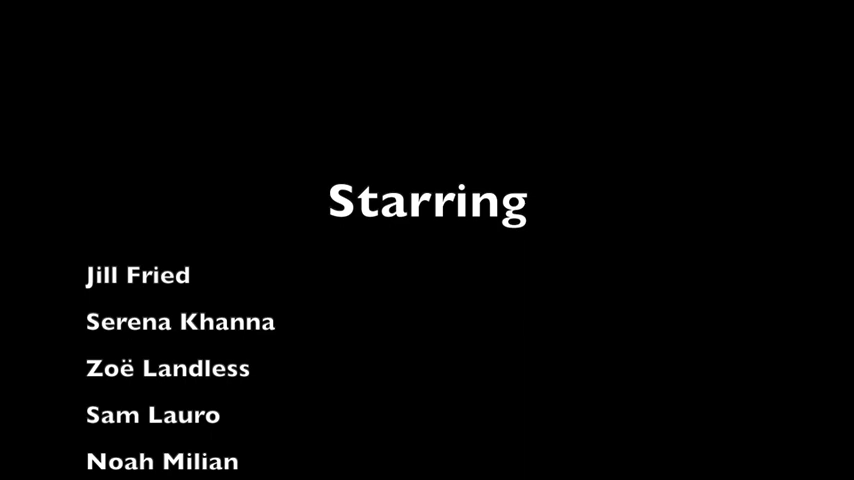 Starring
Jill Fried
Serena Khanna
Zoë Landless
Sam Lauro
Noah Milian